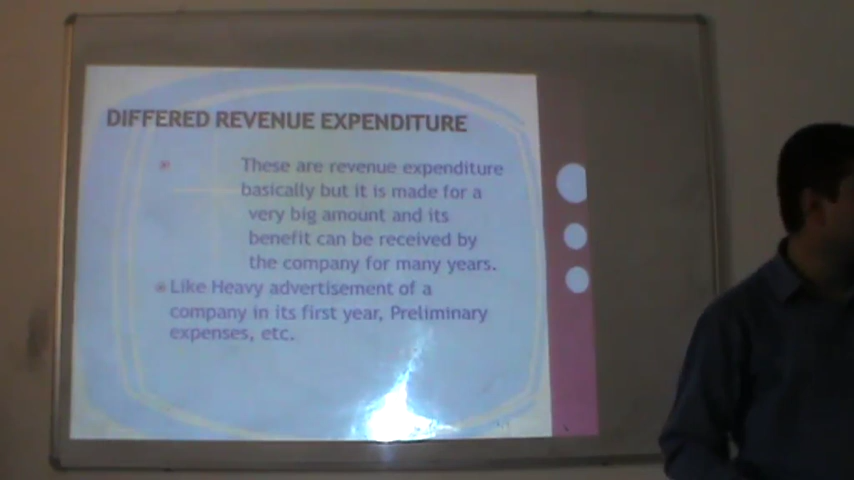 DIFFERED REVENUE EXPENDITURE
These are revenue expenditure
basically but it is made for a
very big amount and its
benefit can be received by
the company for many years.
Like Heavy advertisement of a
company in its first year, Preliminary
expenses, etc.